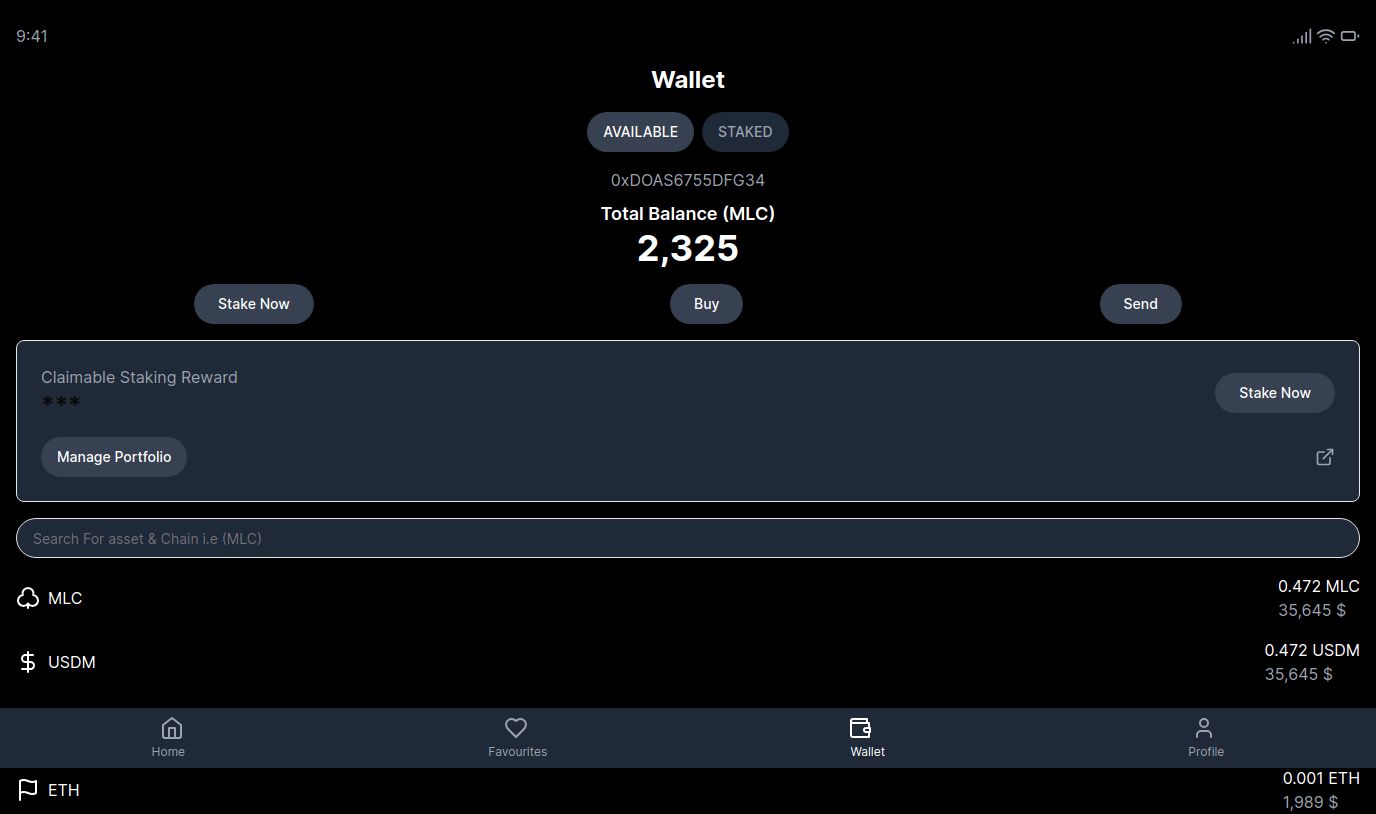 9:41
Wallet
AVAILABLE STAKED
0xDOAS6755DFG34
Total Balance (MLC)
2,325
Stake Now Buy Send
Claimable Staking Reward
***
Stake Now
Manage Portfolio
Search For asset & Chain i.e (MLC)
MLC 0.472 MLC
35,645 $
USDM 0.472 USDM
35,645 $
Home Favourites Wallet Profile
ETH 0.001 ETH
1,989 $